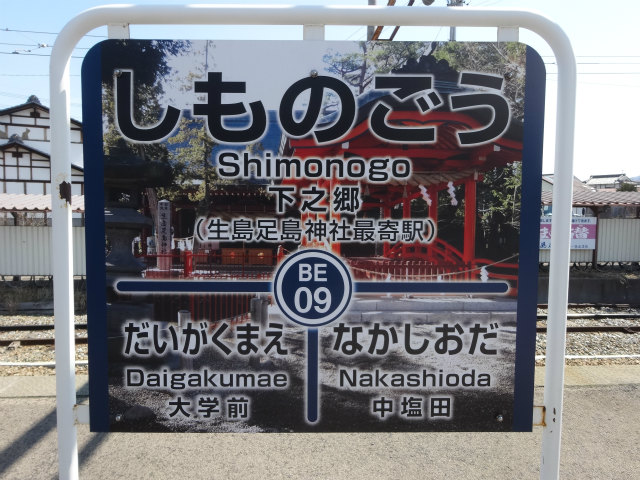 しものごう
Shimonogo
下之郷
(生島足島神社最寄駅)
BE
09
だいがくまえ
なかしおだ
Daigakumae
Nakashioda
大学前
中塩田